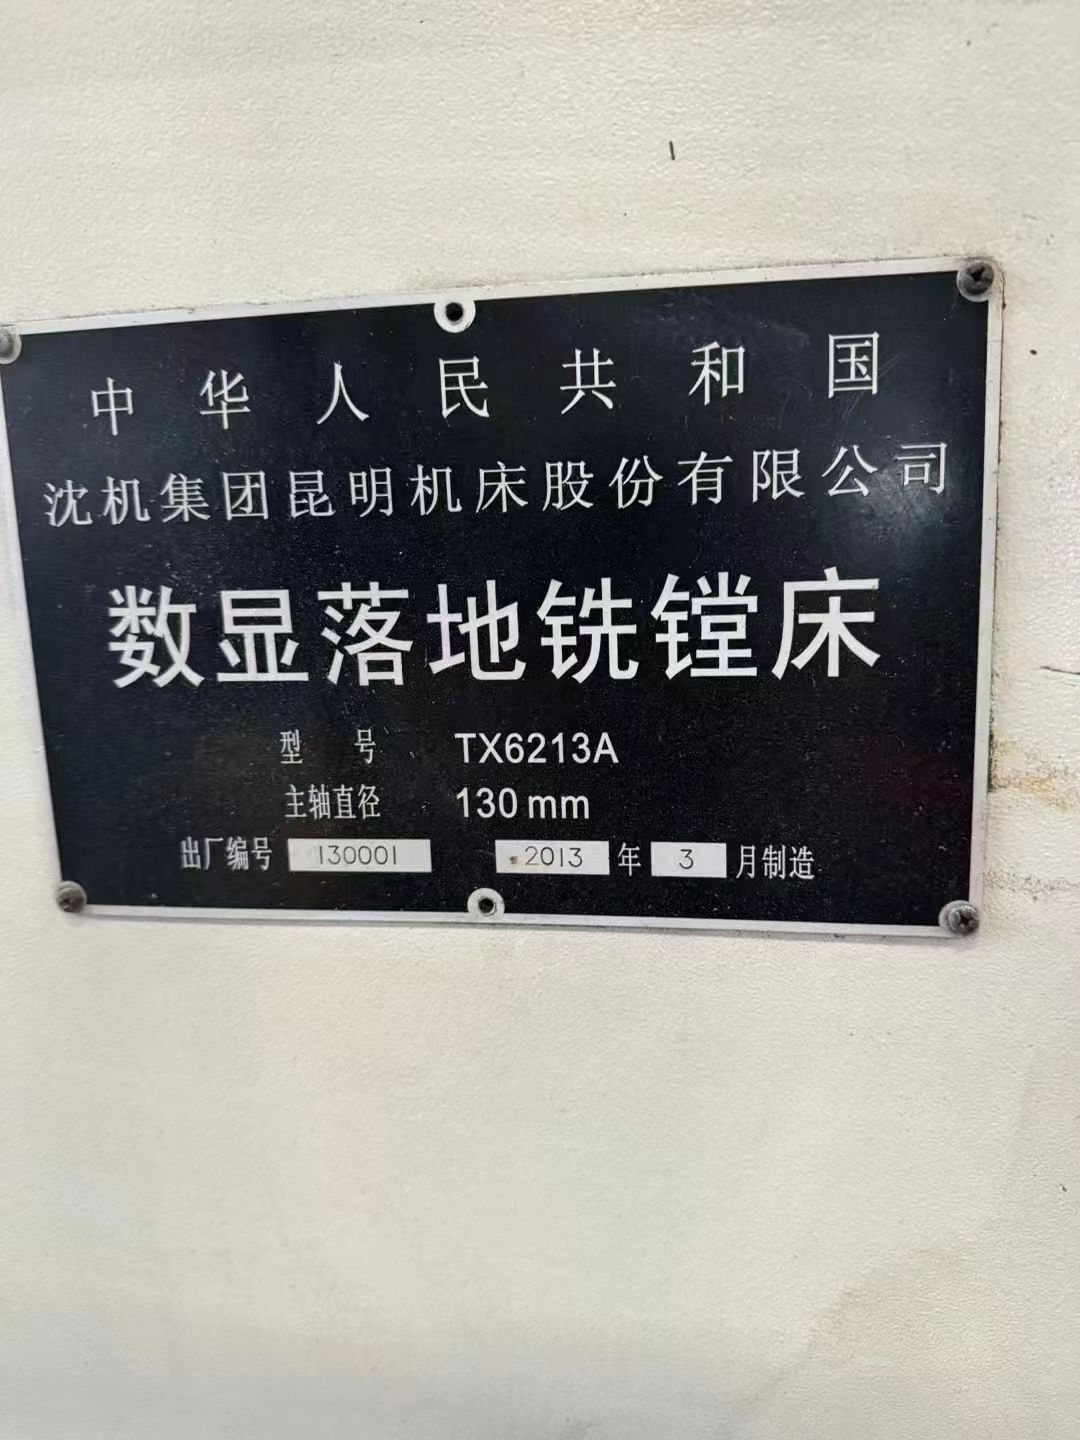 中华人民共和国
沈机集团昆明机床股份有限公司
数显落地铣镗床
型 号 TX6213A
主轴直径 130 mm
出厂编号 130001 2013 年 3 月制造